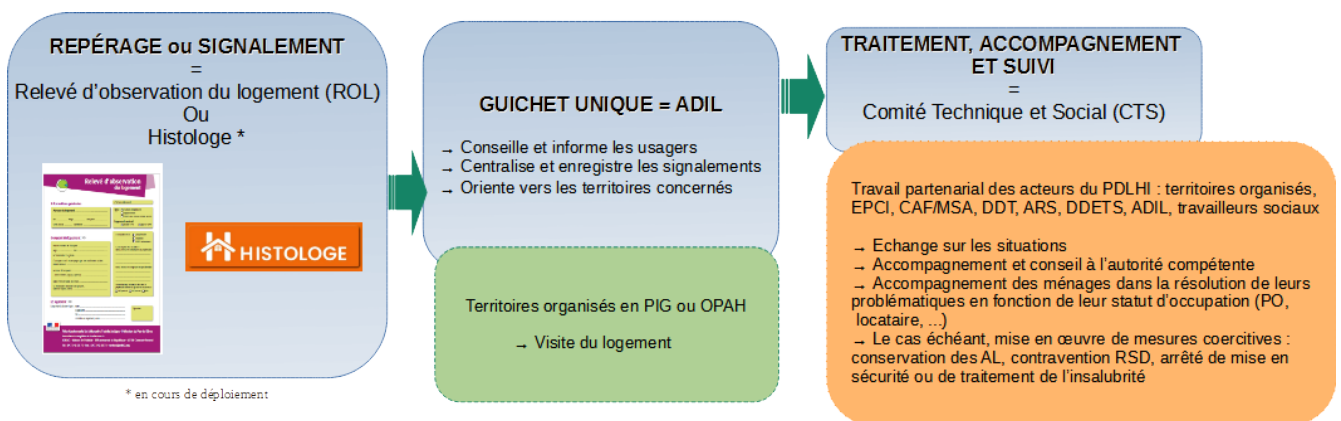 REPÉRAGE ou SIGNALEMENT
=
Relevé d'observation du logement (ROL)
Ou
Histologe *
Relevé d'observation
du logement
HISTOLOGE
* en cours de déploiement
GUICHET UNIQUE = ADIL
→ Conseille et informe les usagers
→ Centralise et enregistre les signalements
→ Oriente vers les territoires concernés
Territoires organisés en PIG ou OPAH
→ Visite du logement
TRAITEMENT, ACCOMPAGNEMENT
ET SUIVI
=
Comité Technique et Social (CTS)
Travail partenarial des acteurs du PDLHI : territoires organisés,
EPCI, CAF/MSA, DDT, ARS, DDETS, ADIL, travailleurs sociaux
→ Echange sur les situations
→ Accompagnement et conseil à l'autorité compétente
→ Accompagnement des ménages dans la résolution de leurs
problématiques en fonction de leur statut d'occupation (PO,
locataire, ...)
→ Le cas échéant, mise en œuvre de mesures coercitives :
conservation des AL, contravention RSD, arrêté de mise en
sécurité ou de traitement de l'insalubrité